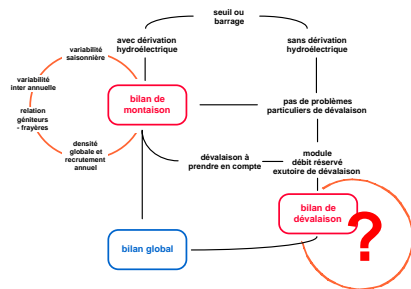 seuil ou
barrage
avec dérivation
hydroélectrique
sans dérivation
hydroélectrique
variabilité
saisonnière
variabilité
inter annuelle
relation
géniteurs
- frayères
densité
globale et
recrutement
annuel
bilan de
montaison
pas de problèmes
particuliers de dévalaison
dévalaison à
prendre en compte
module
débit réservé
exutoire de dévalaison
bilan de
dévalaison
?
bilan global